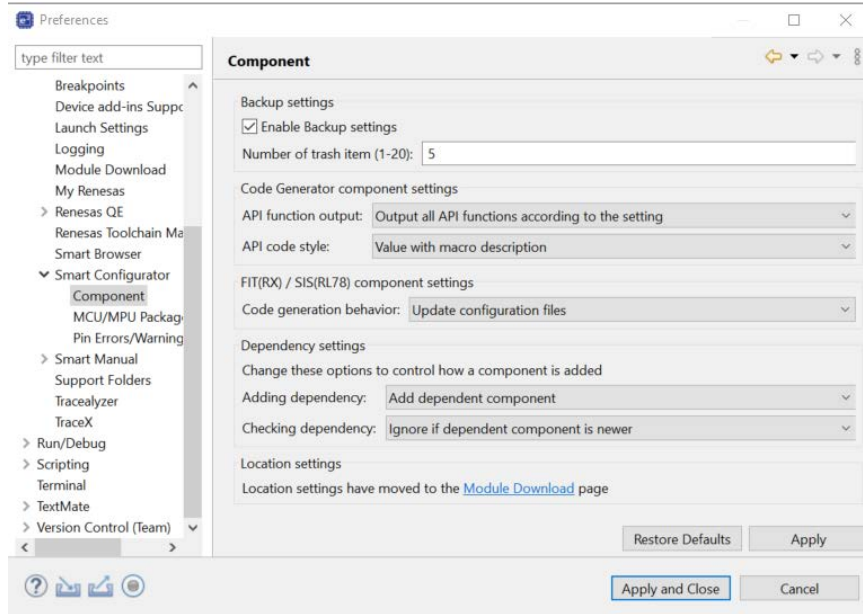 Preferences
type filter text
Breakpoints
Device add-ins Suppo
Launch Settings
Logging
Module Download
My Renesas
Renesas QE
Renesas Toolchain Ma
Smart Browser
Smart Configurator
Component
MCU/MPU Packag
Pin Errors/Warning
Smart Manual
Support Folders
Tracealyzer
TraceX
Run/Debug
Scripting
Terminal
TextMate
Version Control (Team)
Component
Backup settings
Enable Backup settings
Number of trash item (1-20): 5
Code Generator component settings
API function output: Output all API functions according to the setting
API code style: Value with macro description
FIT(RX) / SIS(RL78) component settings
Code generation behavior: Update configuration files
Dependency settings
Change these options to control how a component is added
Adding dependency: Add dependent component
Checking dependency: Ignore if dependent component is newer
Location settings
Location settings have moved to the Module Download page
Restore Defaults Apply
Apply and Close Cancel